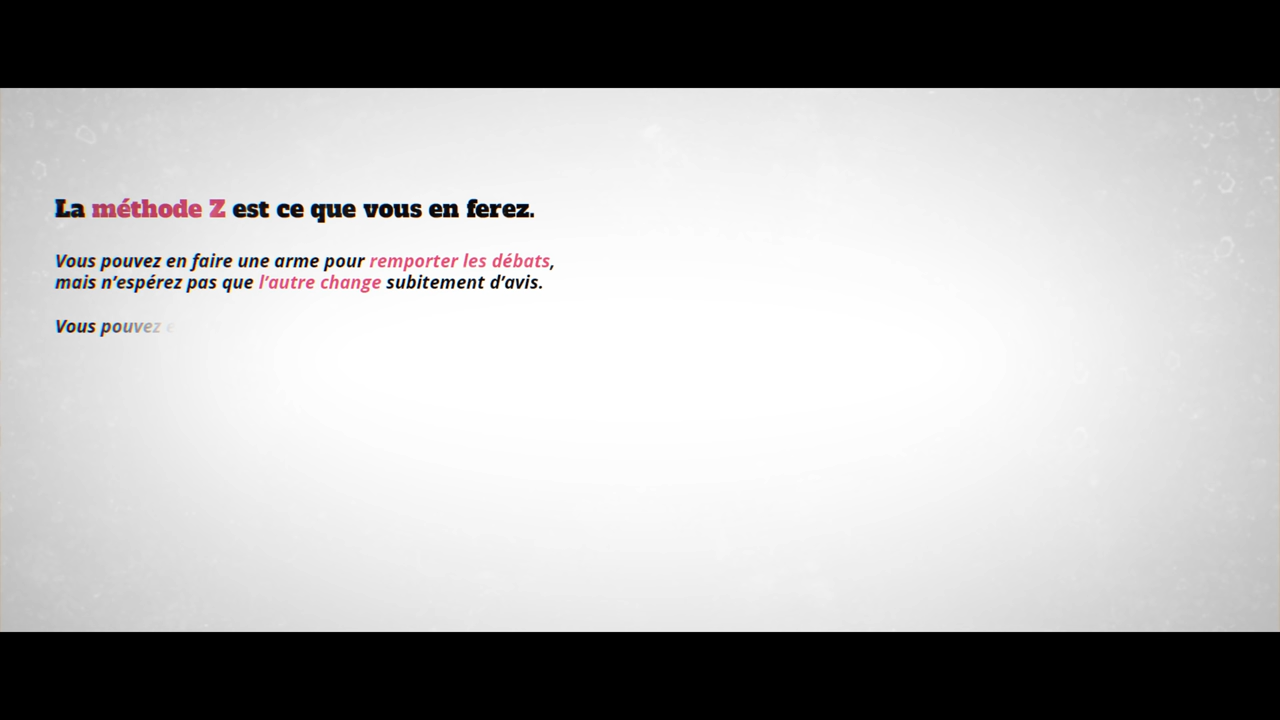 La méthode Z est ce que vous en ferez.
Vous pouvez en faire une arme pour remporter les débats,
mais n’espérez pas que l’autre change subitement d’avis.
Vous pouvez e